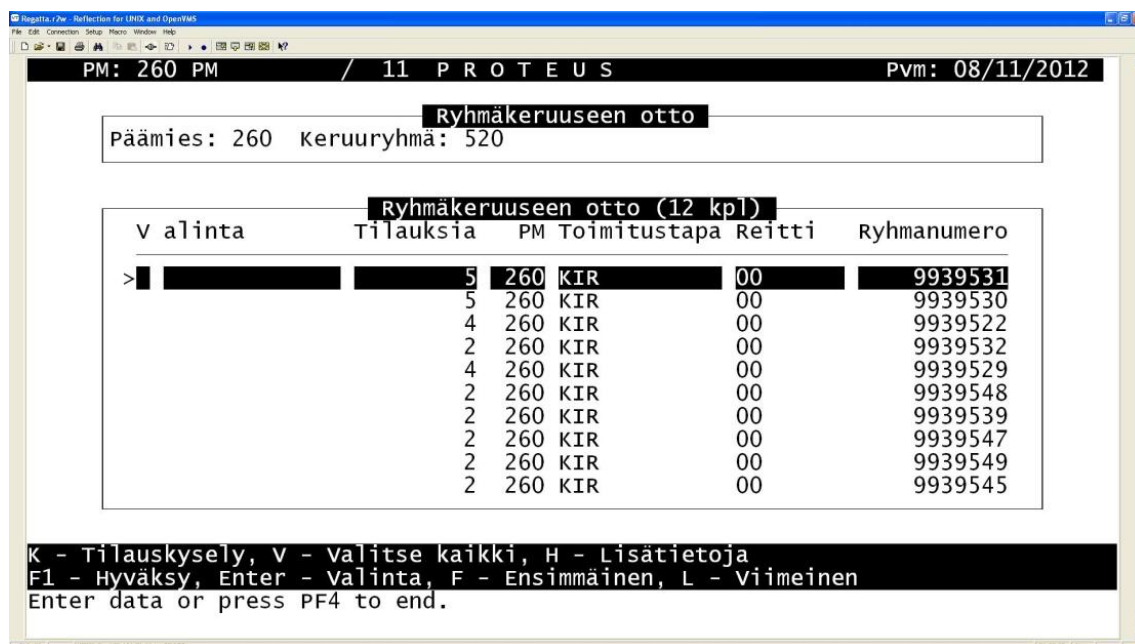 Regatta.r2w - Reflection for UNIX and OpenVMS
File Edit Connection Setup Macro Window Help
PM: 260 PM / 11 P R O T E U S Pvm: 08/11/2012
Ryhmäkeruuseen otto
Päämies: 260 Keruuryhmä: 520
Ryhmäkeruuseen otto (12 kpl)
V alinta Tilauksia PM Toimitustapa Reitti Ryhmanumero
> 5 260 KIR 00 9939531
5 260 KIR 00 9939530
4 260 KIR 00 9939522
2 260 KIR 00 9939532
4 260 KIR 00 9939529
2 260 KIR 00 9939548
2 260 KIR 00 9939539
2 260 KIR 00 9939547
2 260 KIR 00 9939549
2 260 KIR 00 9939545
K - Tilauskysely, V - Valitse kaikki, H - Lisätietoja
F1 - Hyväksy, Enter - Valinta, F - Ensimmäinen, L - Viimeinen
Enter data or press PF4 to end.